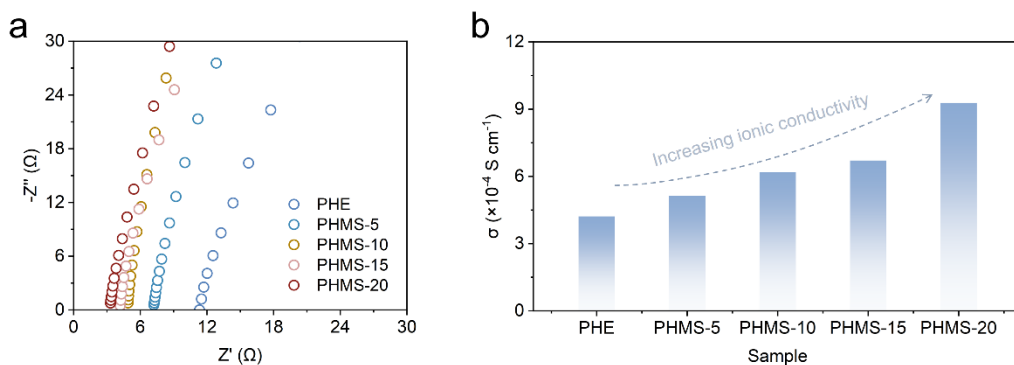 a
30
24
18
12
6
0
-Z'' (Ω)
PHE
PHMS-5
PHMS-10
PHMS-15
PHMS-20
0 6 12 18 24 30
Z' (Ω)
b
12
9
6
3
0
σ (×10⁻⁴ S cm⁻¹)
Increasing ionic conductivity
PHE PHMS-5 PHMS-10 PHMS-15 PHMS-20
Sample